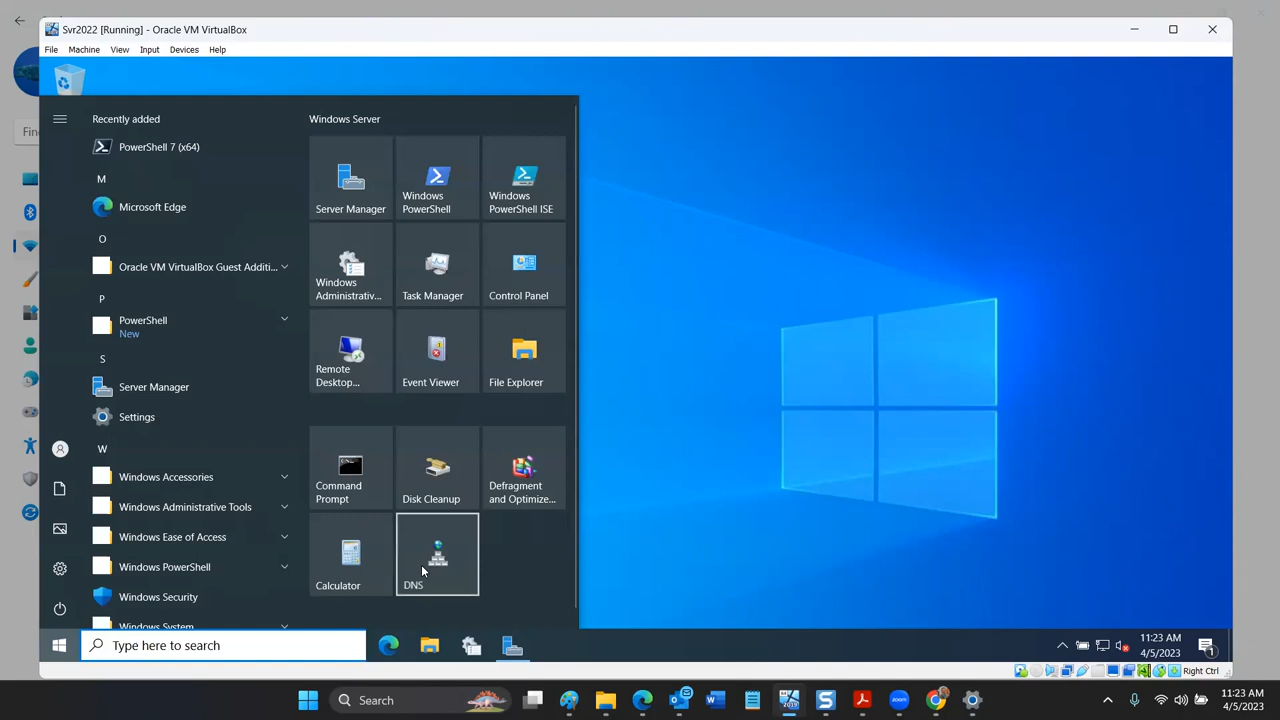 Svr2022 [Running] - Oracle VM VirtualBox
File Machine View Input Devices Help
Recently added
PowerShell 7 (x64)
M
Microsoft Edge
O
Oracle VM VirtualBox Guest Additi...
P
PowerShell
New
S
Server Manager
Settings
W
Windows Accessories
Windows Administrative Tools
Windows Ease of Access
Windows PowerShell
Windows Security
Windows System
Windows Server
Server Manager
Windows
PowerShell
Windows
PowerShell ISE
Windows
Administrativ...
Task Manager
Control Panel
Remote
Desktop...
Event Viewer
File Explorer
Command
Prompt
Disk Cleanup
Defragment
and Optimize...
Calculator
DNS
Type here to search
11:23 AM
4/5/2023
1
Right Ctrl
Search
2019
11:23 AM
4/5/2023